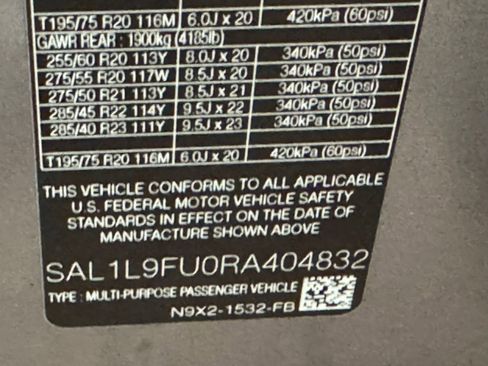 T195/75 R20 116M 6.0J x 20 420kPa (60psi)
GAWR REAR : 1900kg (4185lb)
255/60 R20 113Y 8.0J x 20 340kPa (50psi)
275/55 R20 117W 8.5J x 20 340kPa (50psi)
275/50 R21 113Y 8.5J x 21 340kPa (50psi)
285/45 R22 114Y 9.5J x 22 340kPa (50psi)
285/40 R23 111Y 9.5J x 23 340kPa (50psi)
T195/75 R20 116M 6.0J x 20 420kPa (60psi)
THIS VEHICLE CONFORMS TO ALL APPLICABLE
U.S. FEDERAL MOTOR VEHICLE SAFETY
STANDARDS IN EFFECT ON THE DATE OF
MANUFACTURE SHOWN ABOVE
SAL1L9FU0RA404832
TYPE : MULTI-PURPOSE PASSENGER VEHICLE
N9X2-1532-FB